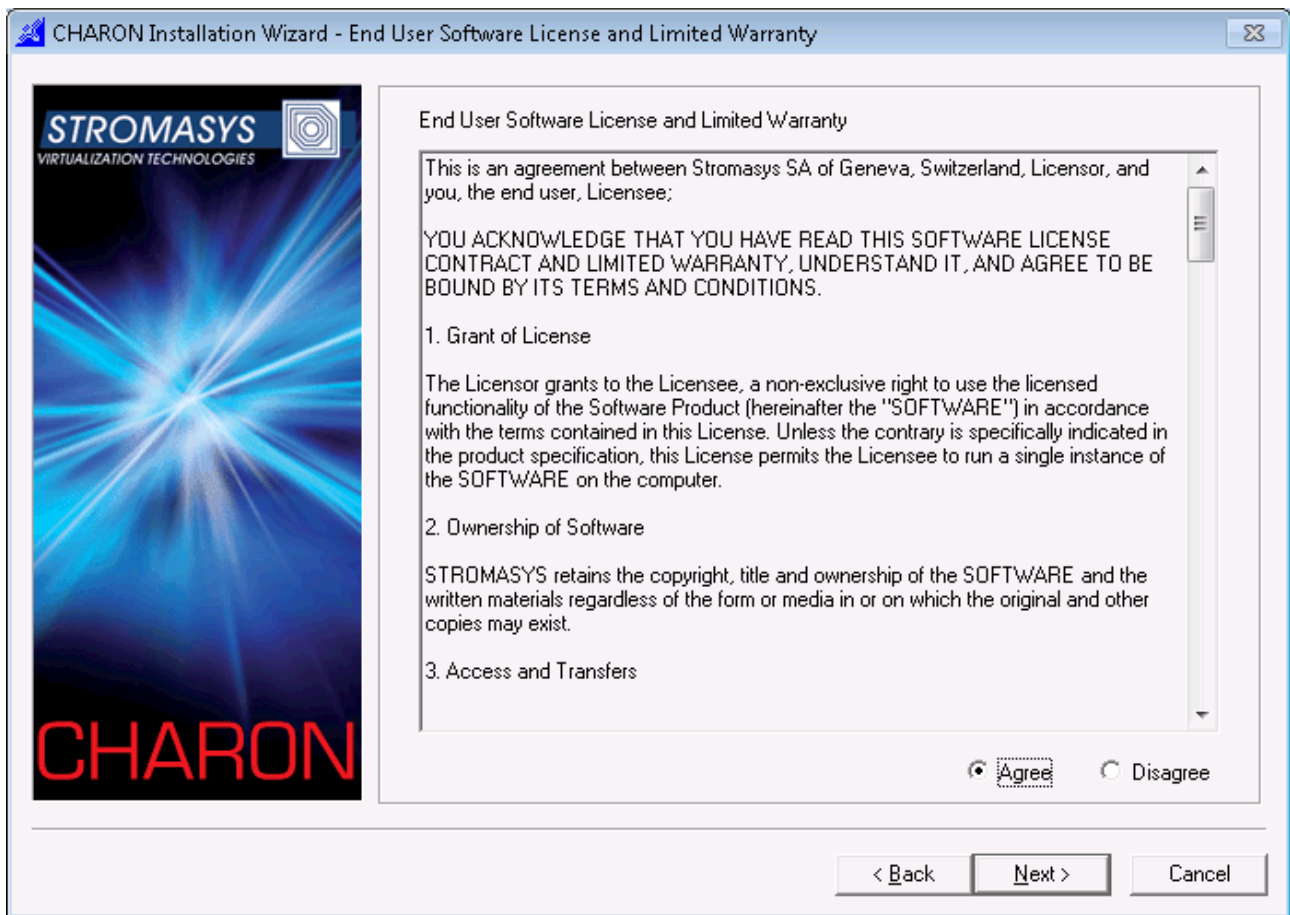 CHARON Installation Wizard - End User Software License and Limited Warranty
STROMASYS
VIRTUALIZATION TECHNOLOGIES
CHARON
End User Software License and Limited Warranty
This is an agreement between Stromasys SA of Geneva, Switzerland, Licensor, and
you, the end user, Licensee;
YOU ACKNOWLEDGE THAT YOU HAVE READ THIS SOFTWARE LICENSE
CONTRACT AND LIMITED WARRANTY, UNDERSTAND IT, AND AGREE TO BE
BOUND BY ITS TERMS AND CONDITIONS.
1. Grant of License
The Licensor grants to the Licensee, a non-exclusive right to use the licensed
functionality of the Software Product (hereinafter the "SOFTWARE") in accordance
with the terms contained in this License. Unless the contrary is specifically indicated in
the product specification, this License permits the Licensee to run a single instance of
the SOFTWARE on the computer.
2. Ownership of Software
STROMASYS retains the copyright, title and ownership of the SOFTWARE and the
written materials regardless of the form or media in or on which the original and other
copies may exist.
3. Access and Transfers
Agree
Disagree
< Back
Next >
Cancel